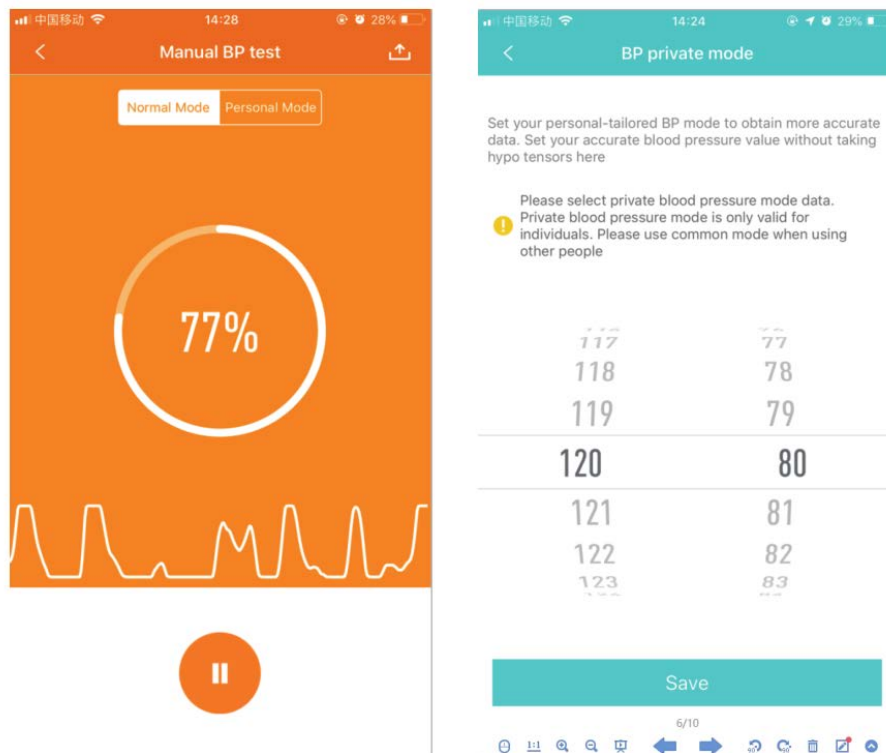 中国移动 14:28 28%
Manual BP test
Normal Mode Personal Mode
77%
中国移动 14:24 29%
BP private mode
Set your personal-tailored BP mode to obtain more accurate
data. Set your accurate blood pressure value without taking
hypo tensors here
Please select private blood pressure mode data.
Private blood pressure mode is only valid for
individuals. Please use common mode when using
other people
117 77
118 78
119 79
120 80
121 81
122 82
123 83
Save
6/10
1:1